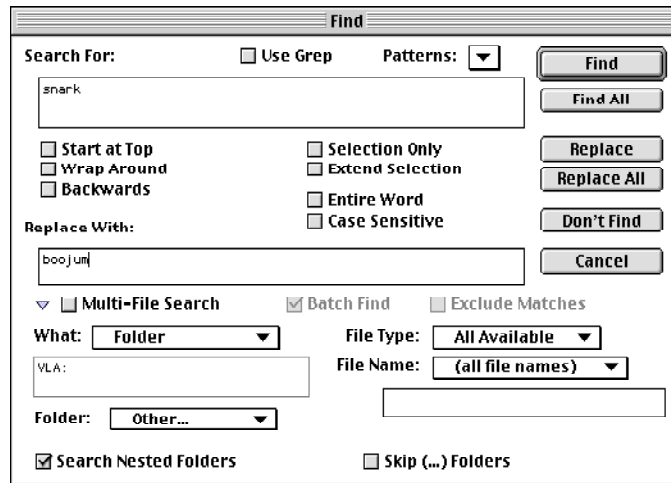 Find
Search For: Use Grep Patterns:
snark
Find
Find All
Start at Top Selection Only
Wrap Around Extend Selection
Backwards
Entire Word
Case Sensitive
Replace
Replace All
Don't Find
Cancel
Replace With:
boojum
Multi-File Search Batch Find Exclude Matches
What: Folder File Type: All Available
VLA: File Name: (all file names)
Folder: Other...
Search Nested Folders Skip (...) Folders